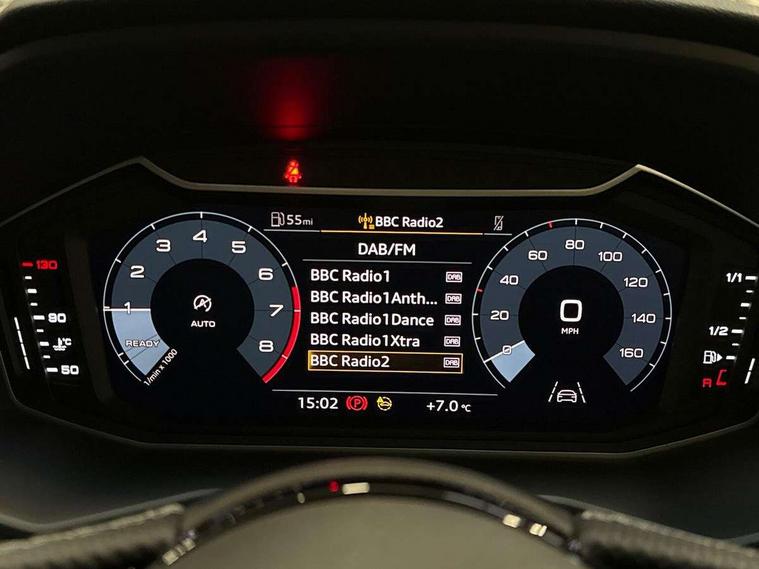 55mi
BBC Radio2
DAB/FM
BBC Radio1 DAB
BBC Radio1Anth... DAB
BBC Radio1Dance DAB
BBC Radio1Xtra DAB
BBC Radio2 DAB
15:02
+7.0 °C
1 2 3 4 5 6 7 8
READY
1/min x 1000
AUTO
A
0 20 40 60 80 100 120 140 160
0
MPH
130
90
°C
50
1/1
1/2
R